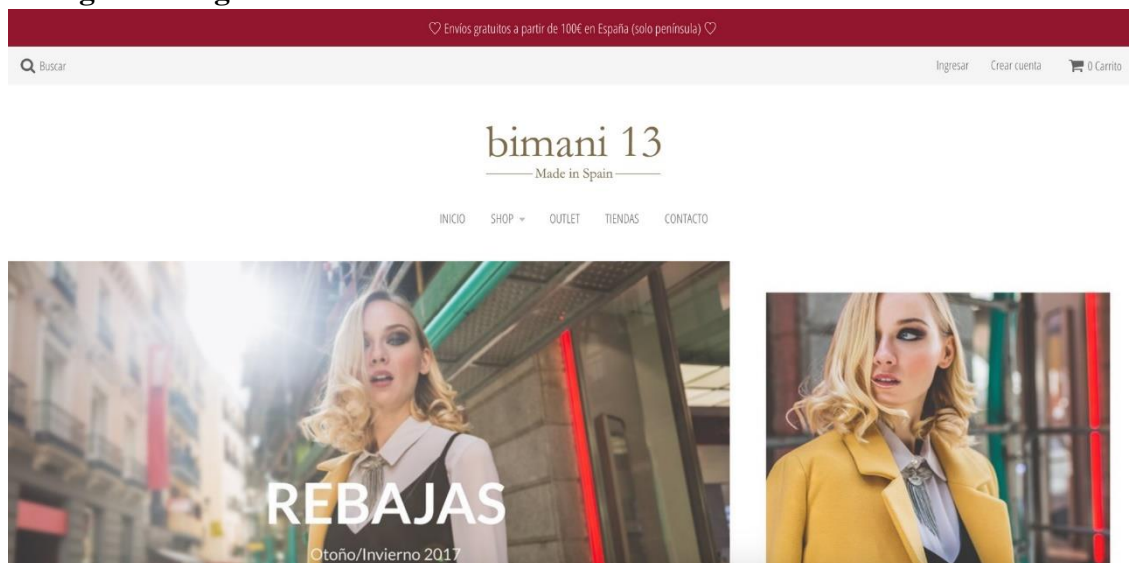 ♡ Envíos gratuitos a partir de 100€ en España (solo península) ♡
Buscar
Ingresar Crear cuenta 0 Carrito
bimani 13
Made in Spain
INICIO SHOP OUTLET TIENDAS CONTACTO
REBAJAS
Otoño/Invierno 2017